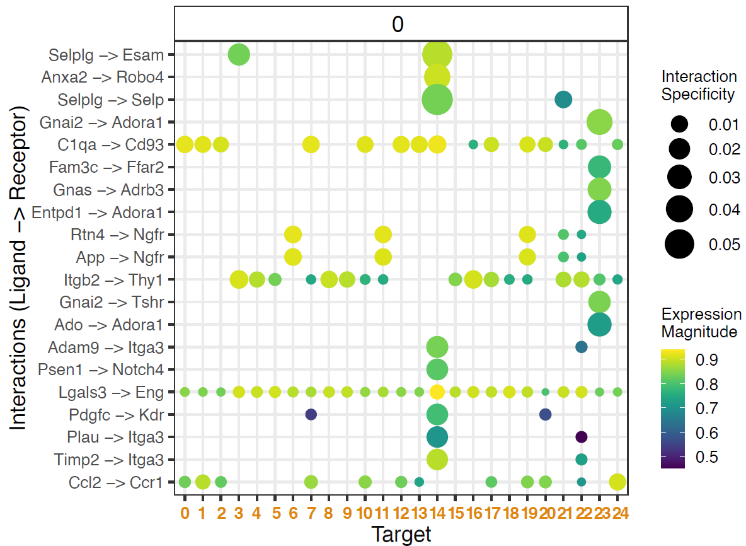 0
Interactions (Ligand −> Receptor)
Selplg −> Esam
Anxa2 −> Robo4
Selplg −> Selp
Gnai2 −> Adora1
C1qa −> Cd93
Fam3c −> Ffar2
Gnas −> Adrb3
Entpd1 −> Adora1
Rtn4 −> Ngfr
App −> Ngfr
Itgb2 −> Thy1
Gnai2 −> Tshr
Ado −> Adora1
Adam9 −> Itga3
Psen1 −> Notch4
Lgals3 −> Eng
Pdgfc −> Kdr
Plau −> Itga3
Timp2 −> Itga3
Ccl2 −> Ccr1
0 1 2 3 4 5 6 7 8 9 10 11 12 13 14 15 16 17 18 19 20 21 22 23 24
Target
Interaction
Specificity
0.01
0.02
0.03
0.04
0.05
Expression
Magnitude
0.9
0.8
0.7
0.6
0.5